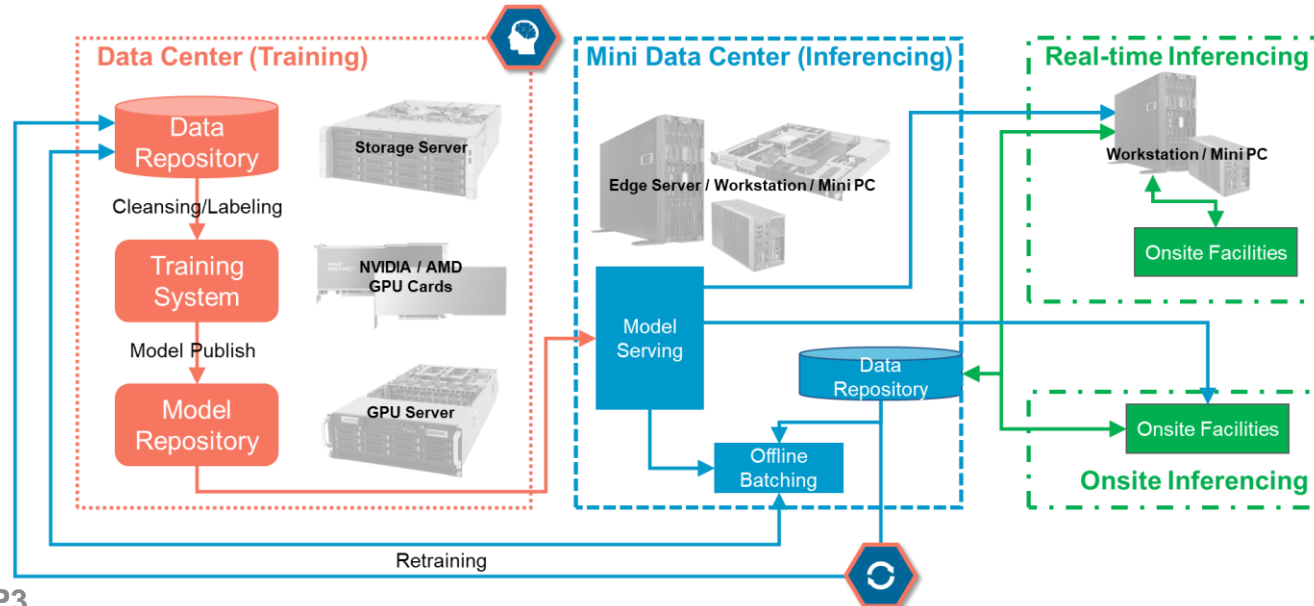 Data Center (Training)
Data
Repository
Storage Server
Cleansing/Labeling
Training
System
NVIDIA / AMD
GPU Cards
Model Publish
Model
Repository
GPU Server
Mini Data Center (Inferencing)
Edge Server / Workstation / Mini PC
Model
Serving
Data
Repository
Offline
Batching
Real-time Inferencing
Workstation / Mini PC
Onsite Facilities
Onsite Facilities
Onsite Inferencing
Retraining